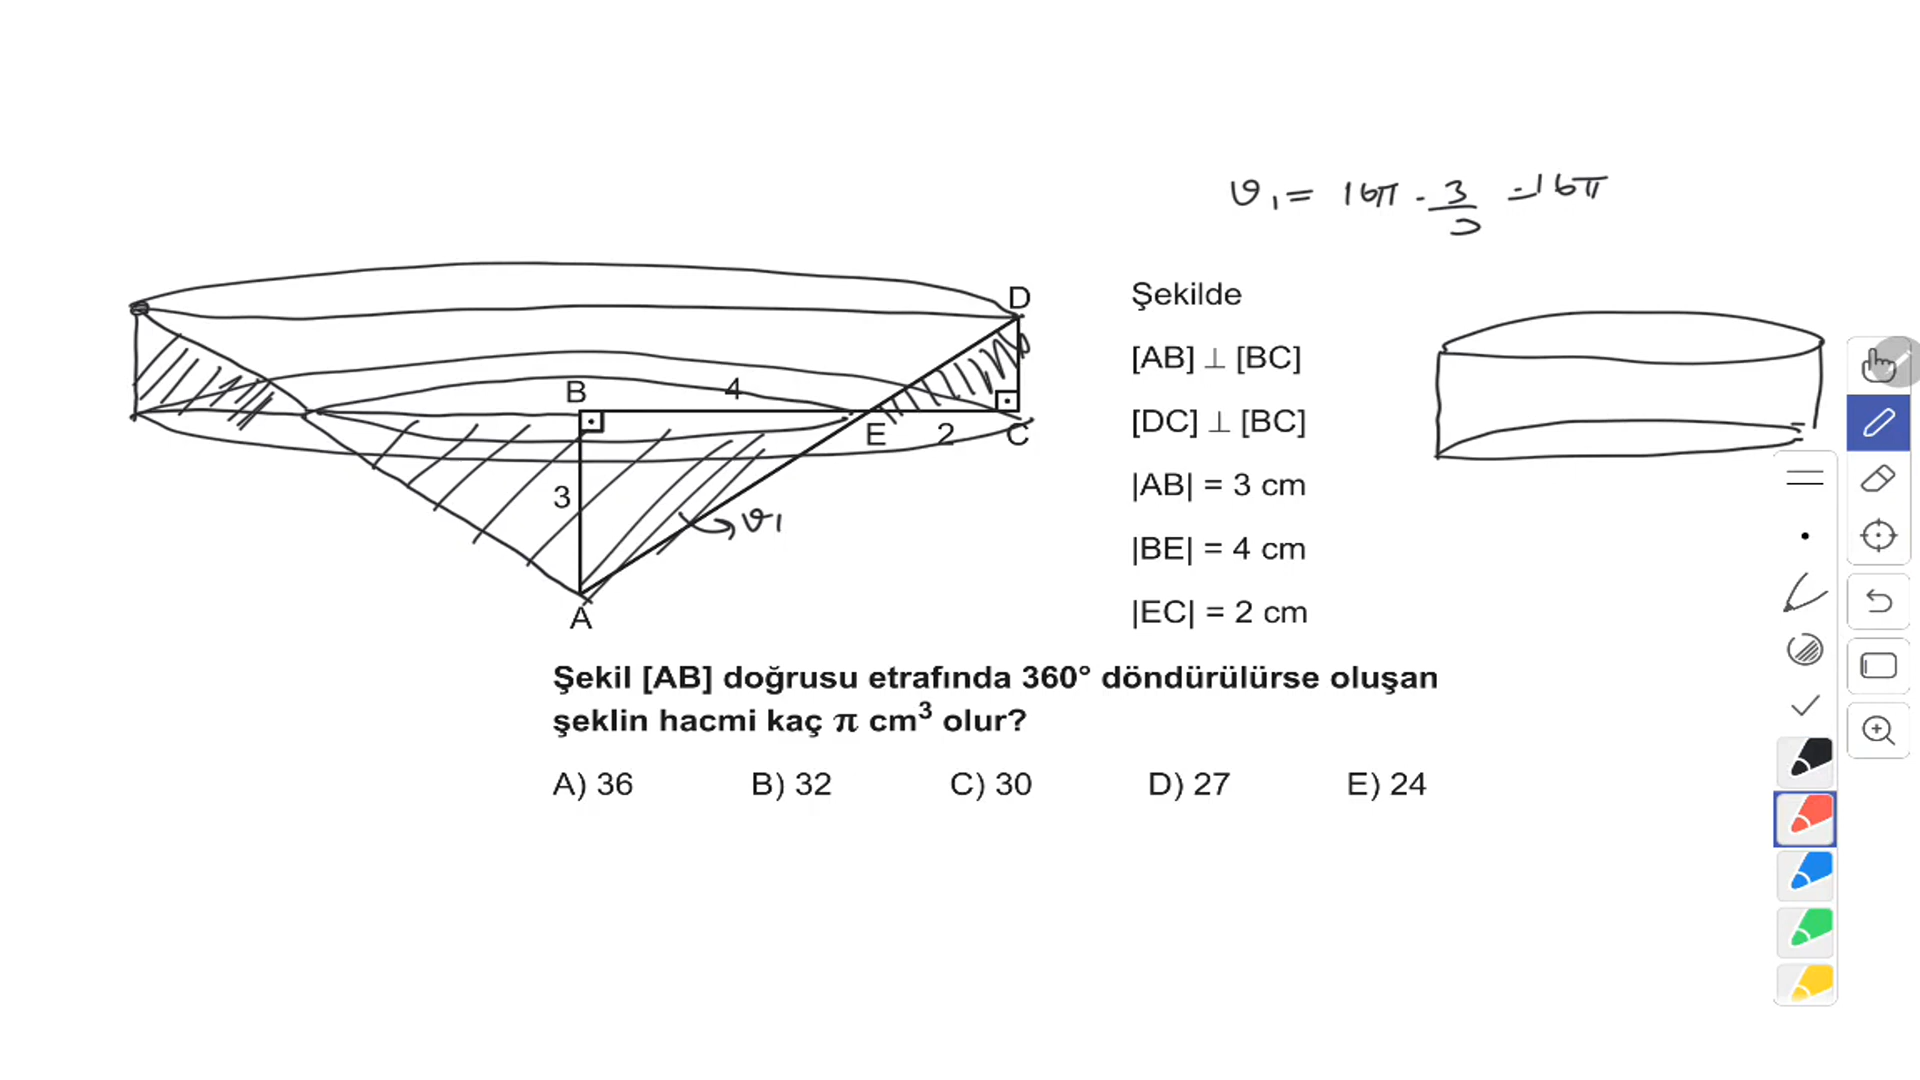 𝜗₁ = 16π · 3/3 = 16π
D
B
4
E
2
C
3
𝜗₁
A
Şekilde
[AB] ⊥ [BC]
[DC] ⊥ [BC]
|AB| = 3 cm
|BE| = 4 cm
|EC| = 2 cm
Şekil [AB] doğrusu etrafında 360° döndürülürse oluşan
şeklin hacmi kaç π cm³ olur?
A) 36 B) 32 C) 30 D) 27 E) 24